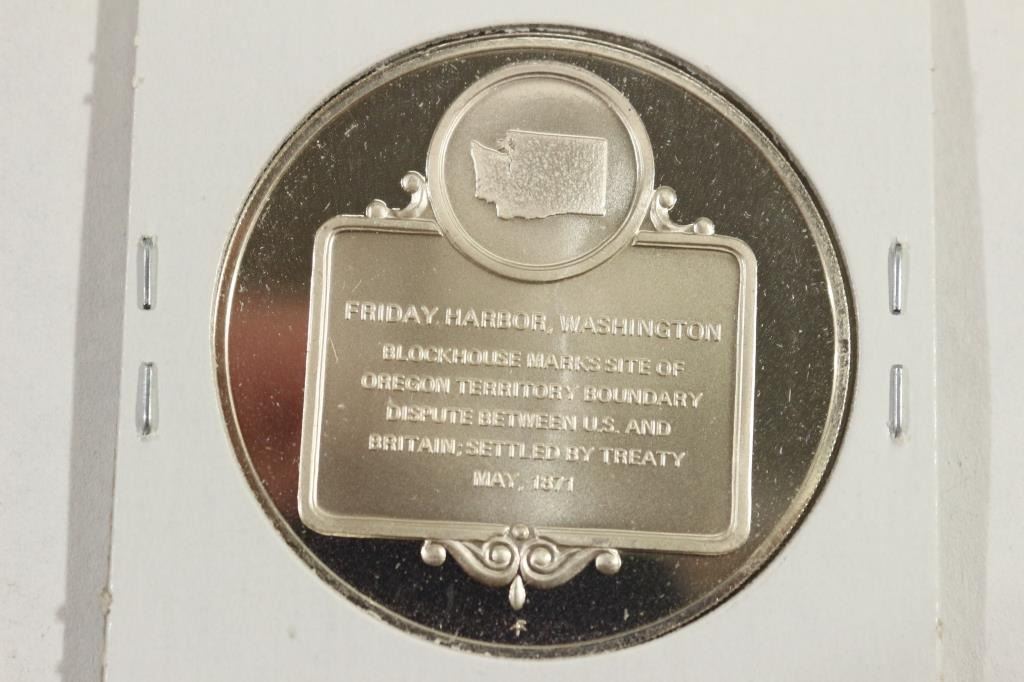 FRIDAY HARBOR, WASHINGTON
BLOCKHOUSE MARKS SITE OF
OREGON TERRITORY BOUNDARY
DISPUTE BETWEEN U.S. AND
BRITAIN; SETTLED BY TREATY
MAY, 1871